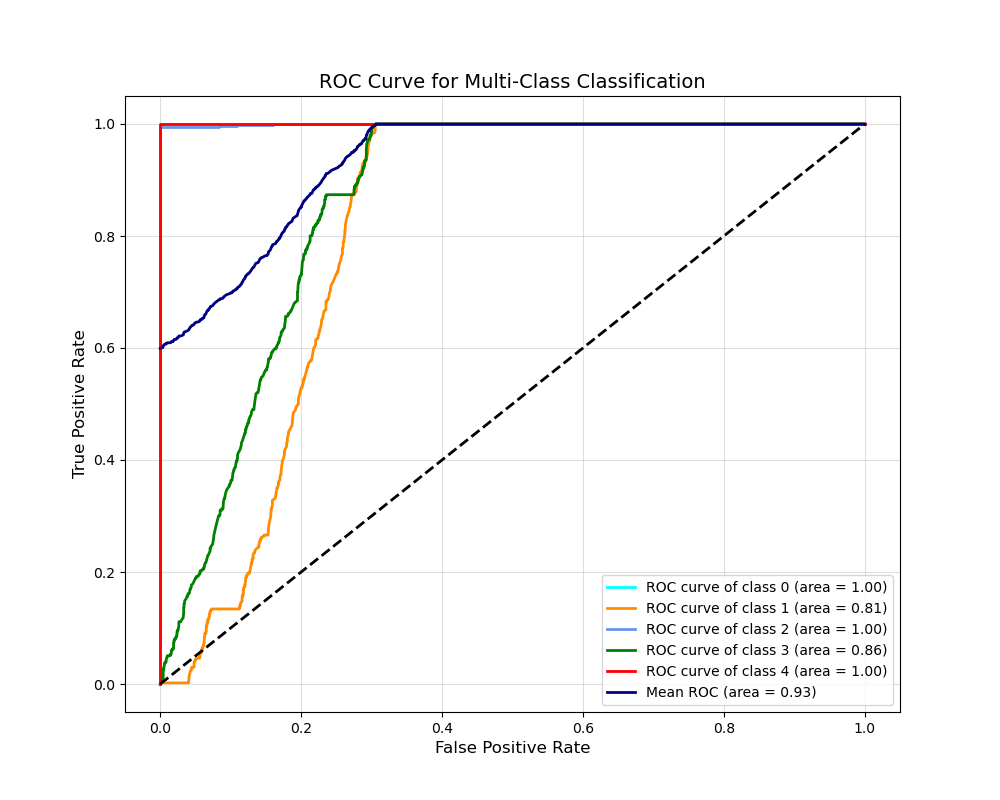 ROC Curve for Multi-Class Classification
True Positive Rate
1.0
0.8
0.6
0.4
0.2
0.0
0.0 0.2 0.4 0.6 0.8 1.0
False Positive Rate
ROC curve of class 0 (area = 1.00)
ROC curve of class 1 (area = 0.81)
ROC curve of class 2 (area = 1.00)
ROC curve of class 3 (area = 0.86)
ROC curve of class 4 (area = 1.00)
Mean ROC (area = 0.93)